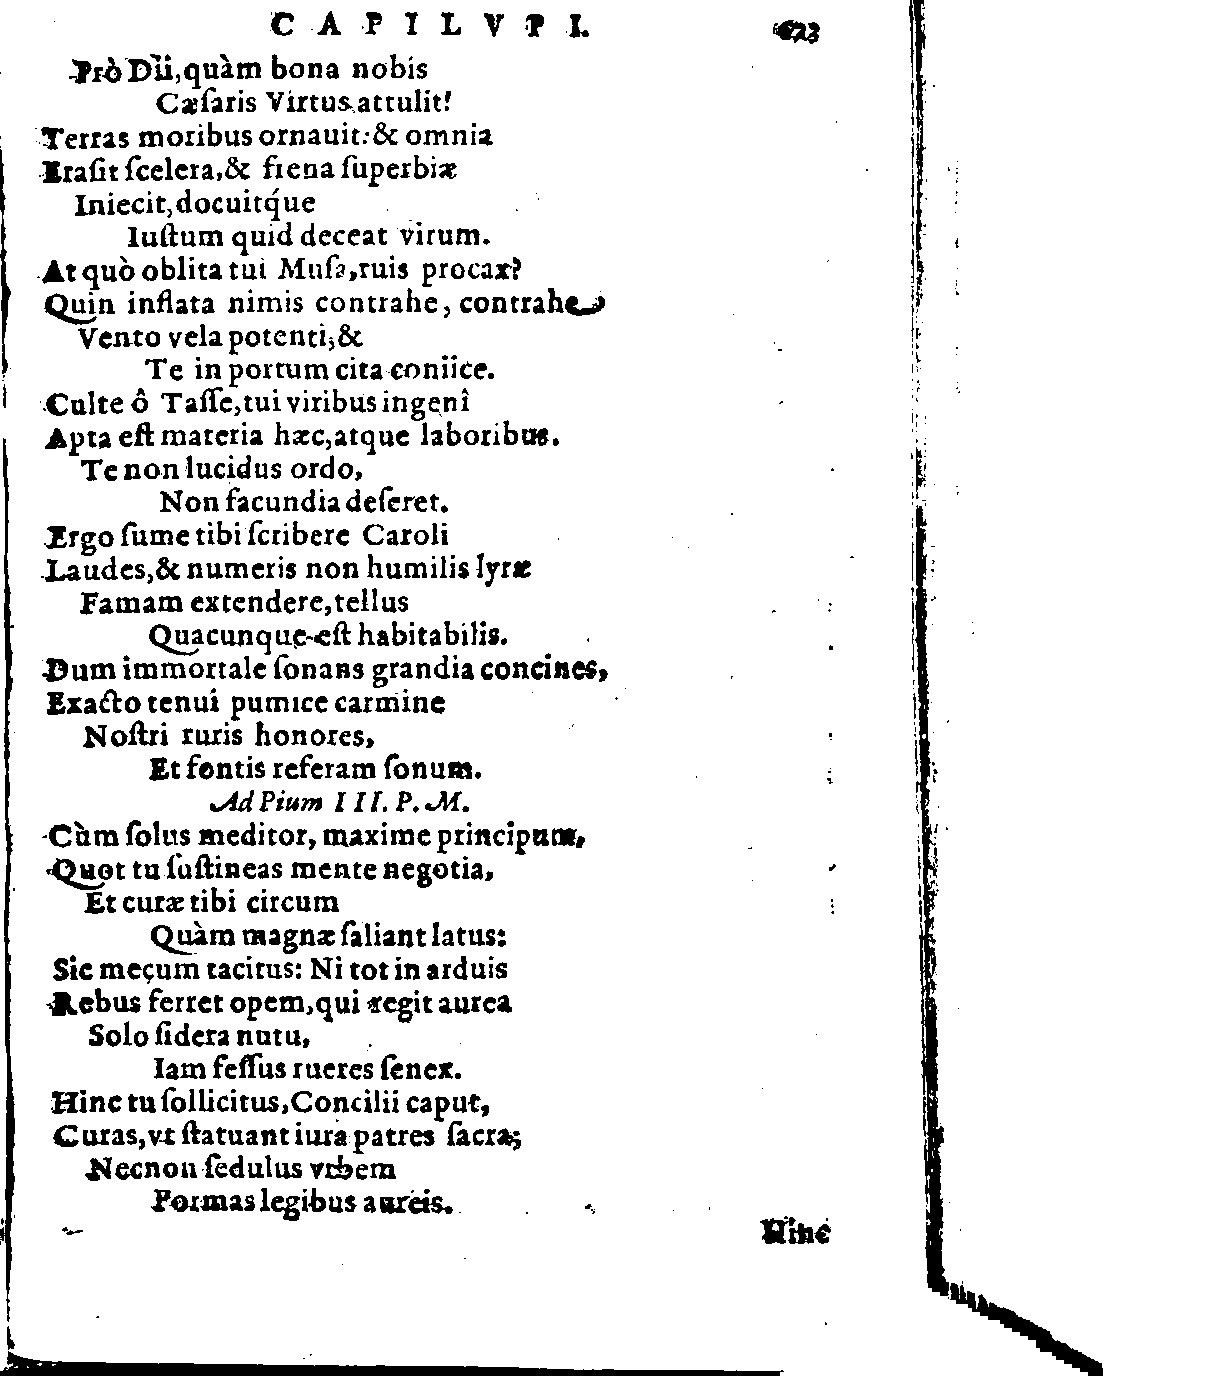 CAPILVPI. 623
Prò Dìi,quàm bona nobis
Cæſaris Virtus attulit!
Terras moribus ornauit:& omnia
Eraſit ſcelera,& frena ſuperbiæ
Iniecit,docuitq́ue
Iuſtum quid deceat virum.
At quò oblita tui Muſa,ruis procax?
Quin inflata nimis contrahe, contrahe
Vento vela potenti;&
Te in portum cita coniice.
Culte ô Taſſe,tui viribus ingenî
Apta eſt materia hæc,atque laboribus.
Te non lucidus ordo,
Non facundia deſeret.
Ergo ſume tibi ſcribere Caroli
Laudes,& numeris non humilis lyræ
Famam extendere,tellus
Quacunque eſt habitabilis.
Dum immortale ſonans grandia concines,
Exacto tenui pumice carmine
Noſtri ruris honores,
Et fontis referam ſonum.
Ad Pium III. P. M.
Cùm ſolus meditor, maxime principum,
Quot tu ſuſtineas mente negotia,
Et curæ tibi circum
Quàm magnæ ſaliant latus:
Sic meçum tacitus: Ni tot in arduis
Rebus ferret opem,qui regit aurea
Solo ſidera nutu,
Iam feſſus rueres ſenex.
Hinc tu ſollicitus,Concilii caput,
Curas,vt ſtatuant iura patres ſacra;
Necnon ſedulus vrbem
Formas legibus aureis.
Hinc